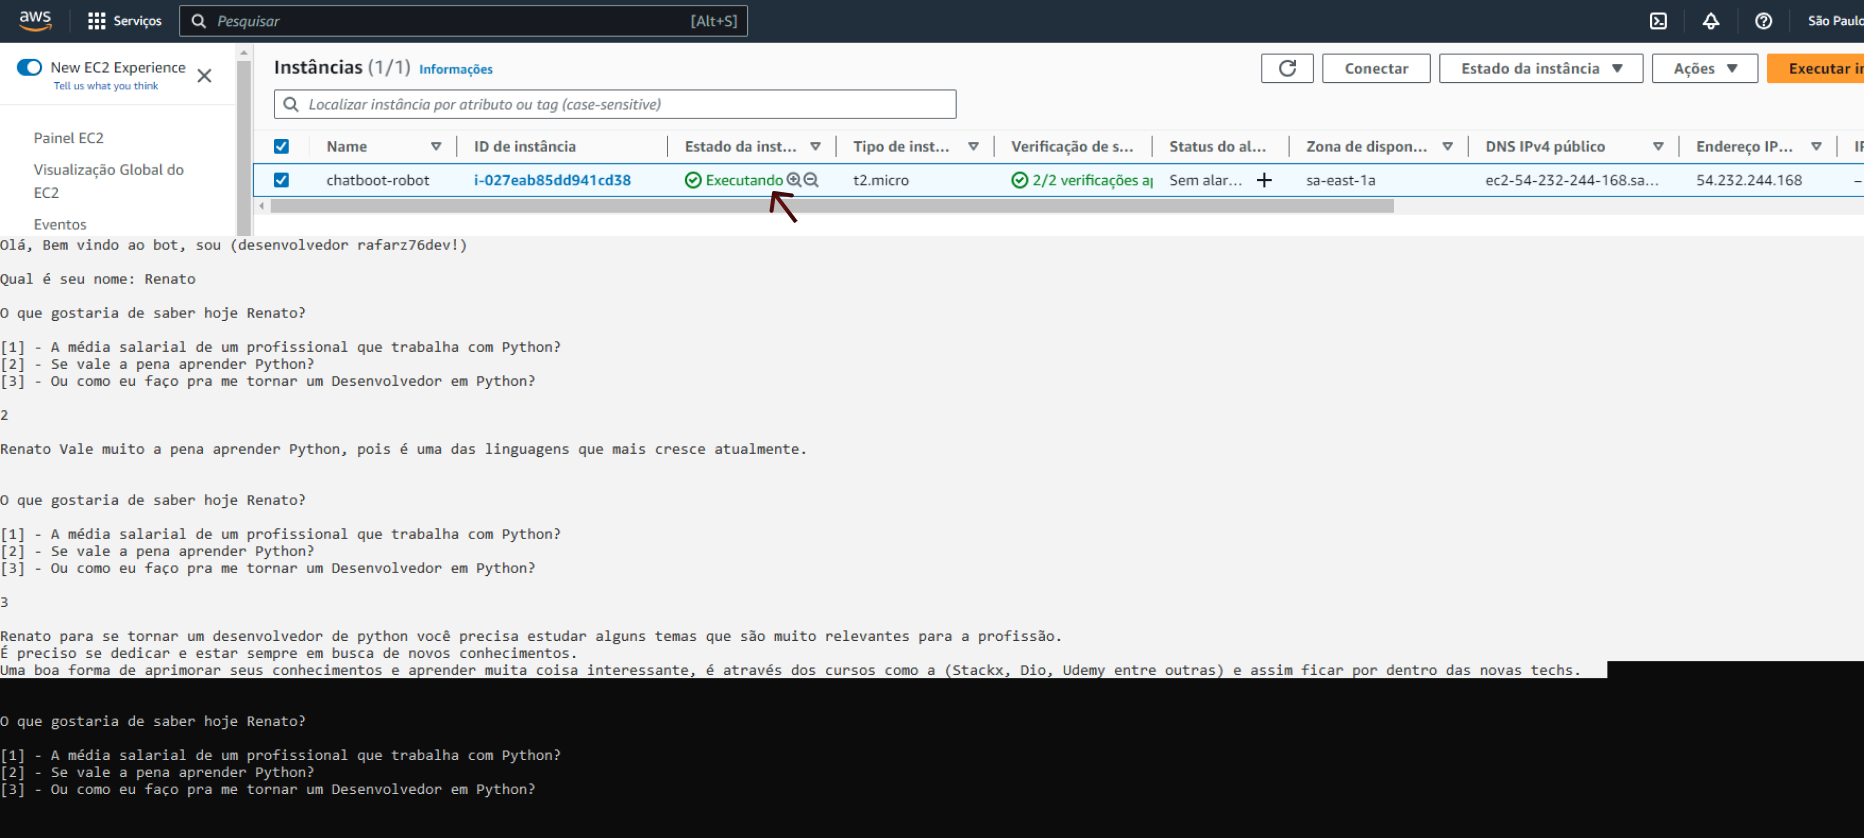 aws Serviços Pesquisar [Alt+S] São Paulo
New EC2 Experience
Tell us what you think
Painel EC2
Visualização Global do
EC2
Eventos
Instâncias (1/1) Informações
Conectar Estado da instância Ações Executar in
Localizar instância por atributo ou tag (case-sensitive)
Name ID de instância Estado da inst... Tipo de inst... Verificação de s... Status do al... Zona de dispon... DNS IPv4 público Endereço IP...
chatboot-robot i-027eab85dd941cd38 Executando t2.micro 2/2 verificações ap Sem alar... sa-east-1a ec2-54-232-244-168.sa... 54.232.244.168 –
Olá, Bem vindo ao bot, sou (desenvolvedor rafarz76dev!)
Qual é seu nome: Renato
O que gostaria de saber hoje Renato?
[1] - A média salarial de um profissional que trabalha com Python?
[2] - Se vale a pena aprender Python?
[3] - Ou como eu faço pra me tornar um Desenvolvedor em Python?
2
Renato Vale muito a pena aprender Python, pois é uma das linguagens que mais cresce atualmente.
O que gostaria de saber hoje Renato?
[1] - A média salarial de um profissional que trabalha com Python?
[2] - Se vale a pena aprender Python?
[3] - Ou como eu faço pra me tornar um Desenvolvedor em Python?
3
Renato para se tornar um desenvolvedor de python você precisa estudar alguns temas que são muito relevantes para a profissão.
É preciso se dedicar e estar sempre em busca de novos conhecimentos.
Uma boa forma de aprimorar seus conhecimentos e aprender muita coisa interessante, é através dos cursos como a (Stackx, Dio, Udemy entre outras) e assim ficar por dentro das novas techs.
O que gostaria de saber hoje Renato?
[1] - A média salarial de um profissional que trabalha com Python?
[2] - Se vale a pena aprender Python?
[3] - Ou como eu faço pra me tornar um Desenvolvedor em Python?